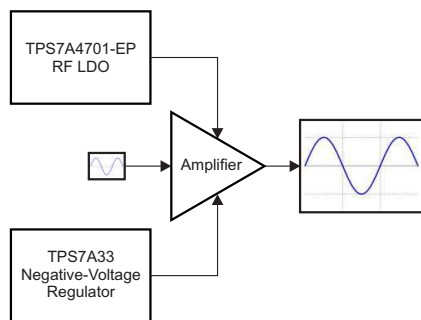 TPS7A4701-EP
RF LDO
Amplifier
TPS7A33
Negative-Voltage
Regulator